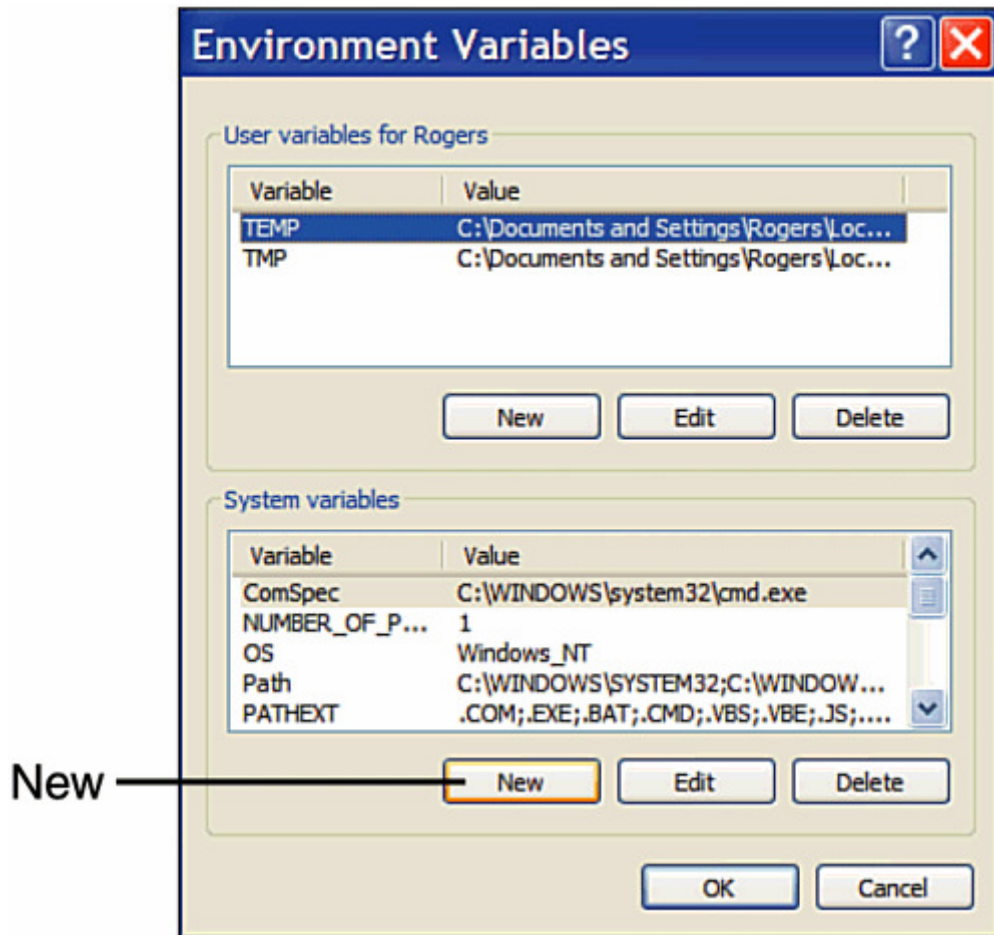 Environment Variables
User variables for Rogers
Variable Value
TEMP C:\Documents and Settings\Rogers\Loc...
TMP C:\Documents and Settings\Rogers\Loc...
New Edit Delete
System variables
Variable Value
ComSpec C:\WINDOWS\system32\cmd.exe
NUMBER_OF_P... 1
OS Windows_NT
Path C:\WINDOWS\SYSTEM32;C:\WINDOW...
PATHEXT .COM;.EXE;.BAT;.CMD;.VBS;.VBE;.JS;....
New New Edit Delete
OK Cancel